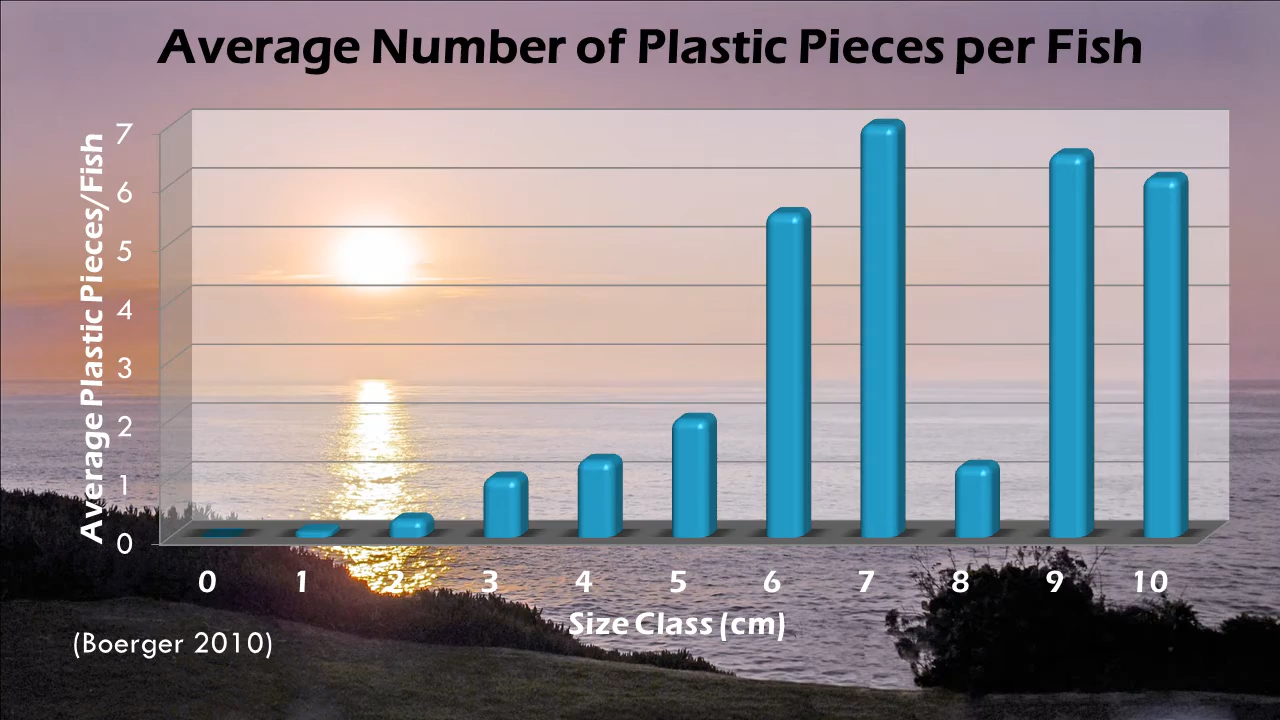 Average Number of Plastic Pieces per Fish
Average Plastic Pieces/Fish
7
6
5
4
3
2
1
0
0 1 2 3 4 5 6 7 8 9 10
Size Class (cm)
(Boerger 2010)